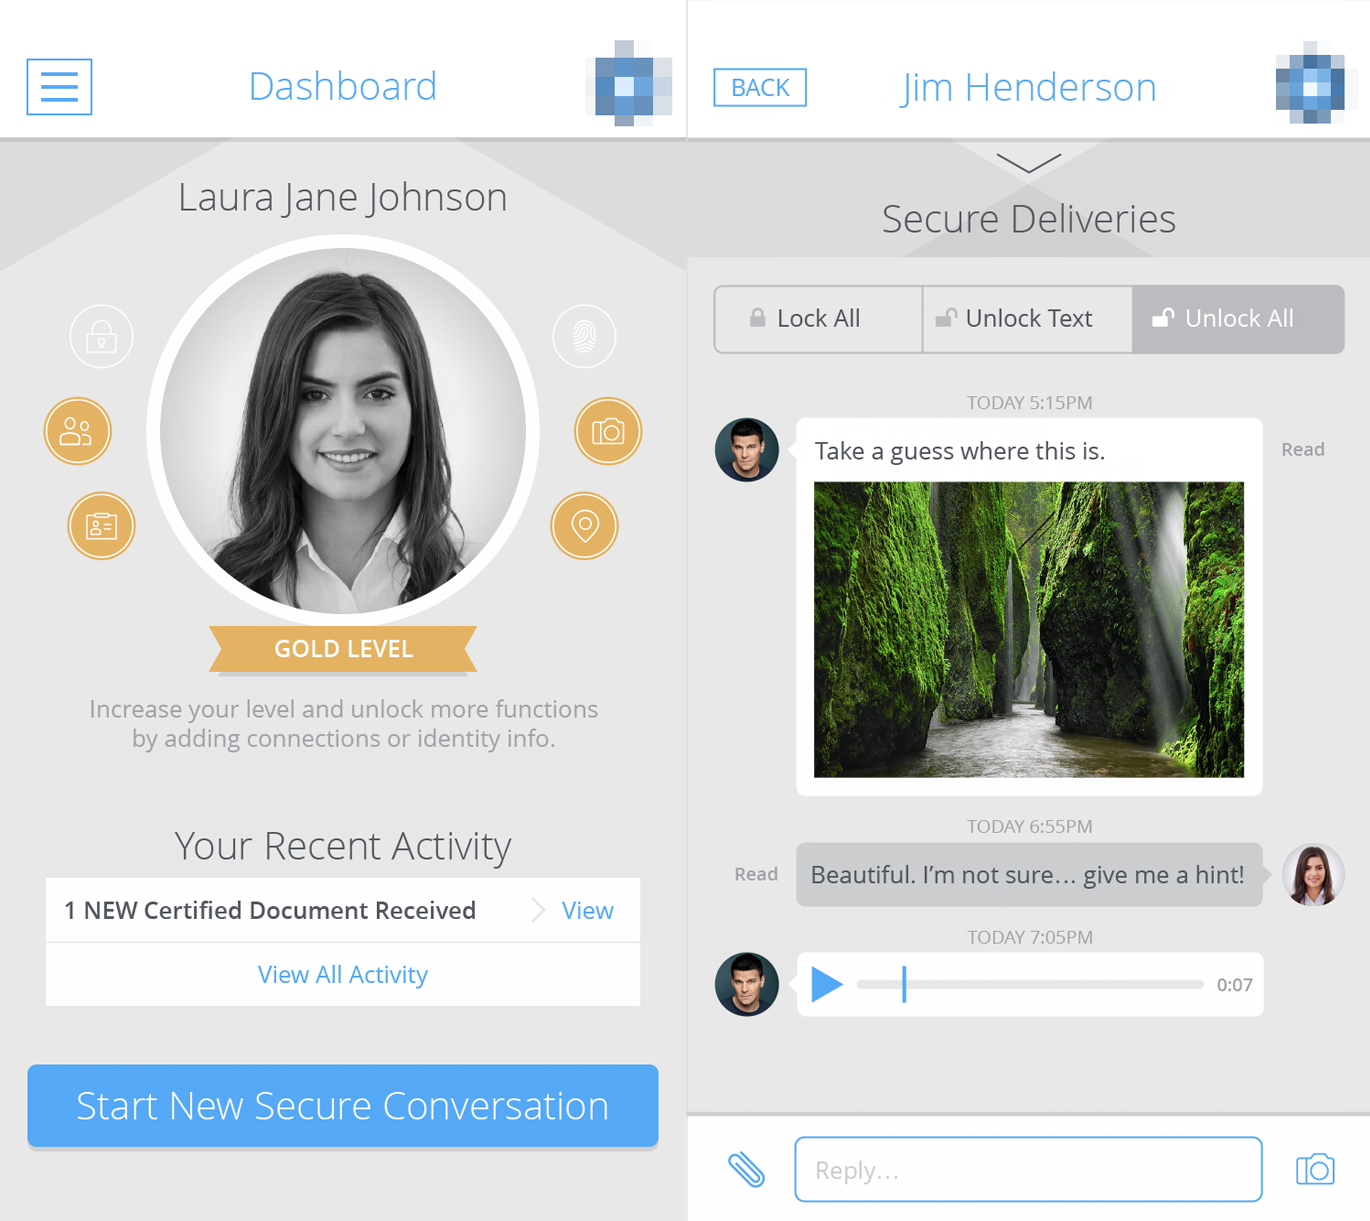 Dashboard
Laura Jane Johnson
GOLD LEVEL
Increase your level and unlock more functions
by adding connections or identity info.
Your Recent Activity
1 NEW Certified Document Received
View
View All Activity
Start New Secure Conversation
BACK
Jim Henderson
Secure Deliveries
Lock All
Unlock Text
Unlock All
TODAY 5:15PM
Take a guess where this is.
Read
TODAY 6:55PM
Read
Beautiful. I’m not sure… give me a hint!
TODAY 7:05PM
0:07
Reply…